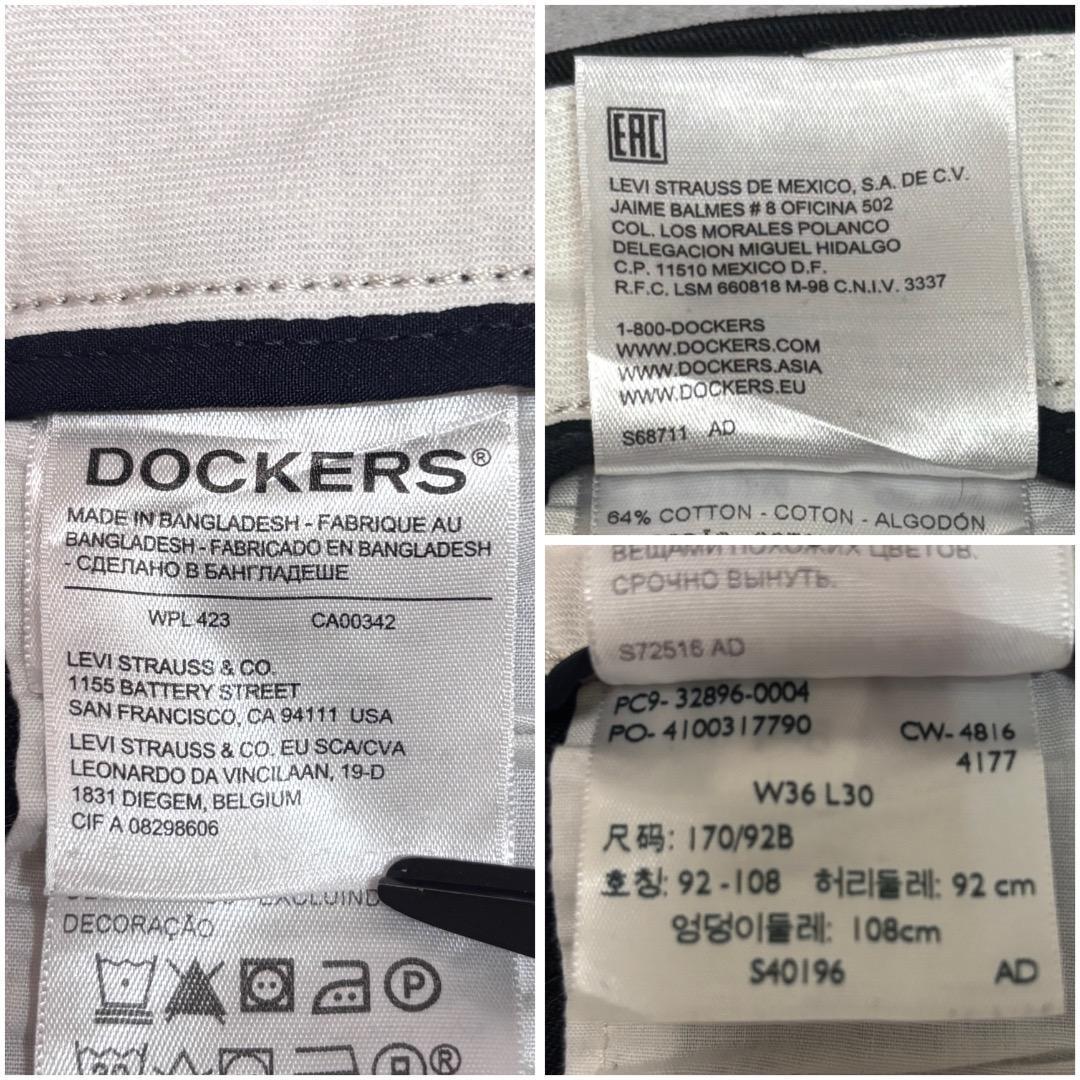 DOCKERS®
MADE IN BANGLADESH - FABRIQUE AU
BANGLADESH - FABRICADO EN BANGLADESH
- СДЕЛАНО В БАНГЛАДЕШЕ
WPL 423 CA00342
LEVI STRAUSS & CO.
1155 BATTERY STREET
SAN FRANCISCO, CA 94111 USA
LEVI STRAUSS & CO. EU SCA/CVA
LEONARDO DA VINCILAAN, 19-D
1831 DIEGEM, BELGIUM
CIF A 08298606
DECORAÇÃO
P
®
EAC
LEVI STRAUSS DE MEXICO, S.A. DE C.V.
JAIME BALMES # 8 OFICINA 502
COL. LOS MORALES POLANCO
DELEGACION MIGUEL HIDALGO
C.P. 11510 MEXICO D.F.
R.F.C. LSM 660818 M-98 C.N.I.V. 3337
1-800-DOCKERS
WWW.DOCKERS.COM
WWW.DOCKERS.ASIA
WWW.DOCKERS.EU
S68711 AD
64% COTTON - COTON - ALGODÓN
ВЕЩАМИ ПОХОЖИХ ЦВЕТОВ.
СРОЧНО ВЫНУТЬ.
S72516 AD
PC9- 32896-0004
PO- 4100317790 CW- 4816
4177
W36 L30
尺码: 170/92B
호칭: 92 -108 허리둘레: 92 cm
엉덩이둘레: 108cm
S40196 AD